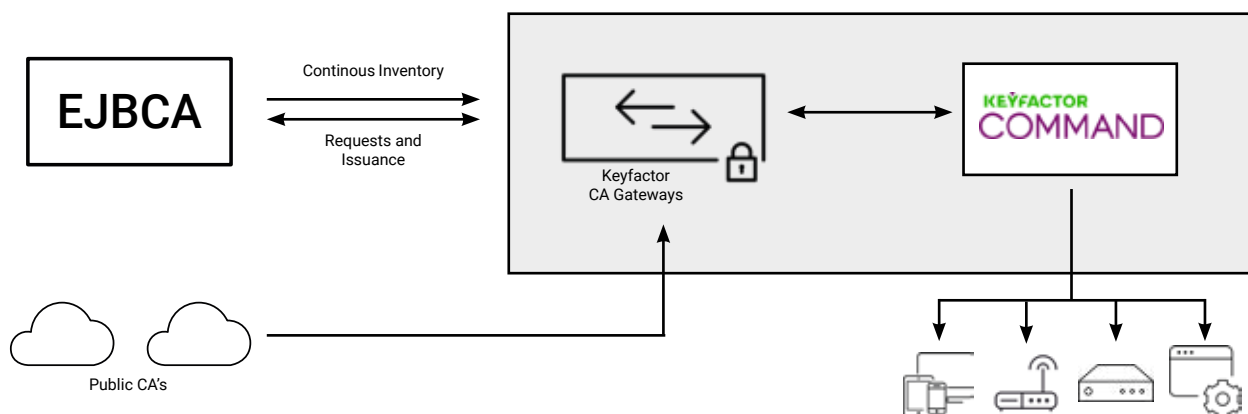 EJBCA
Continous Inventory
Requests and
Issuance
Keyfactor
CA Gateways
KEYFACTOR
COMMAND
Public CA's